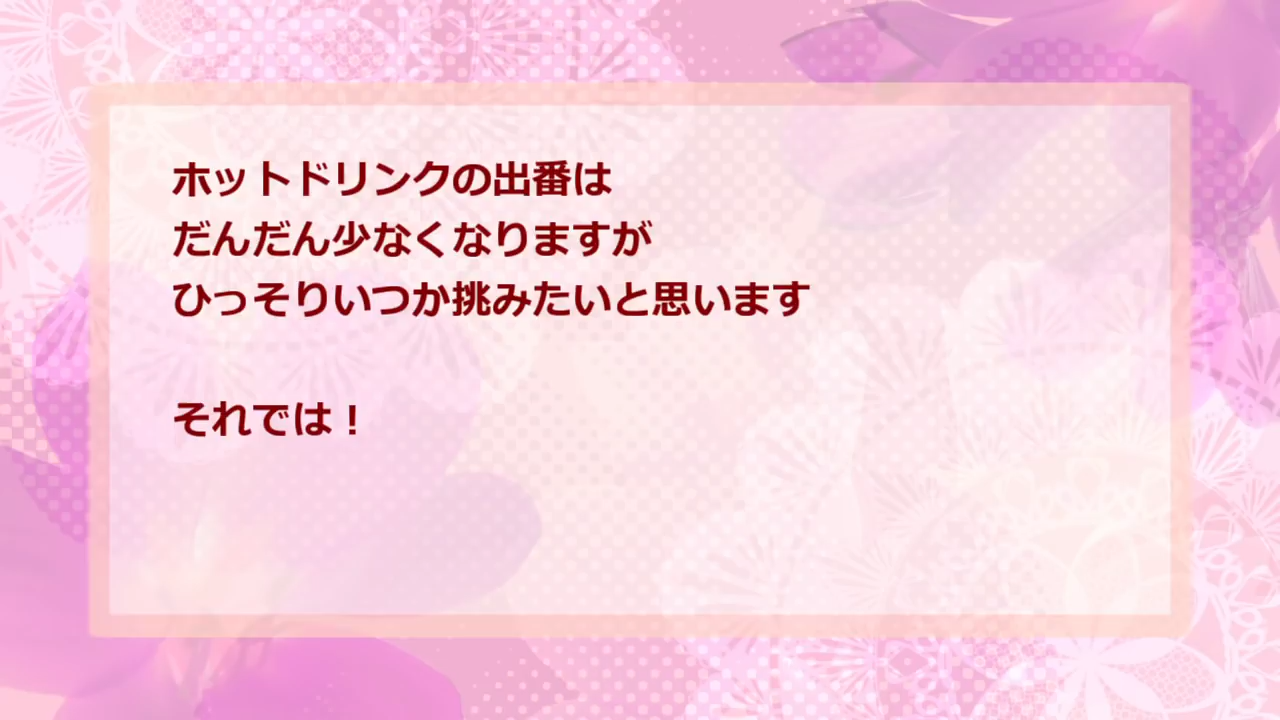 ホットドリンクの出番は
だんだん少なくなりますが
ひっそりいつか挑みたいと思います
それでは！